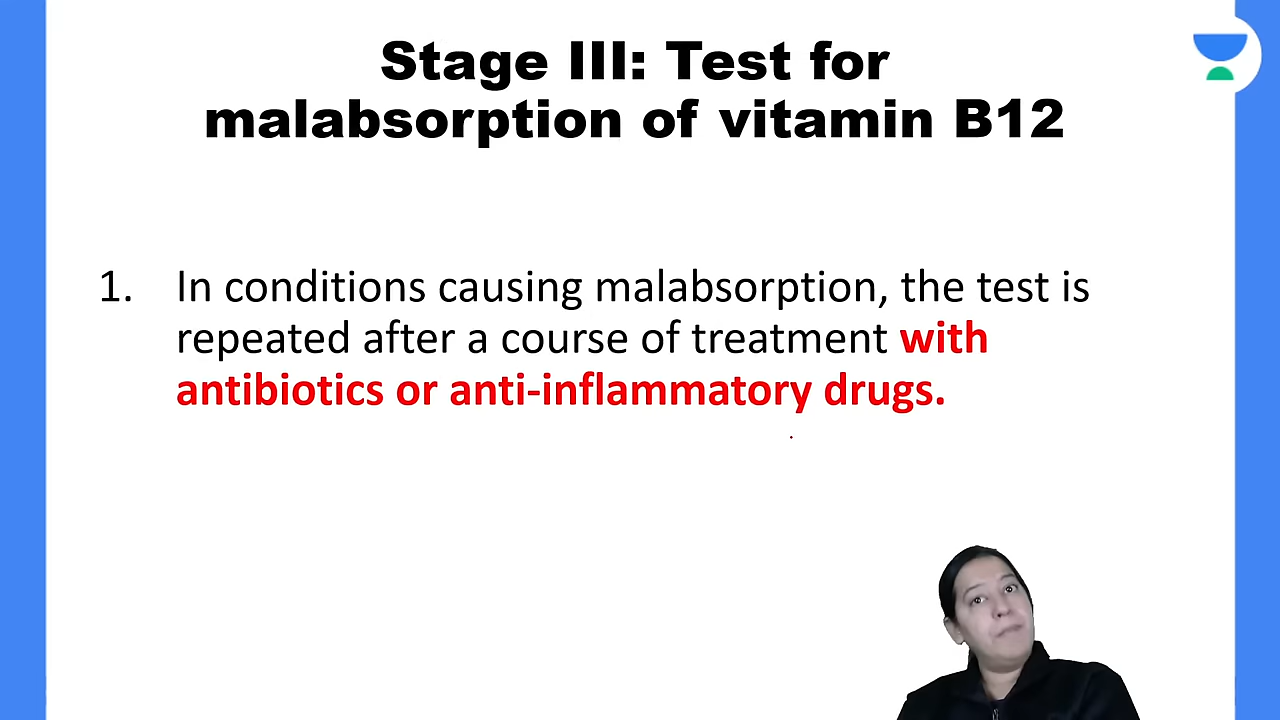 Stage III: Test for
malabsorption of vitamin B12
1. In conditions causing malabsorption, the test is
repeated after a course of treatment with
antibiotics or anti-inflammatory drugs.